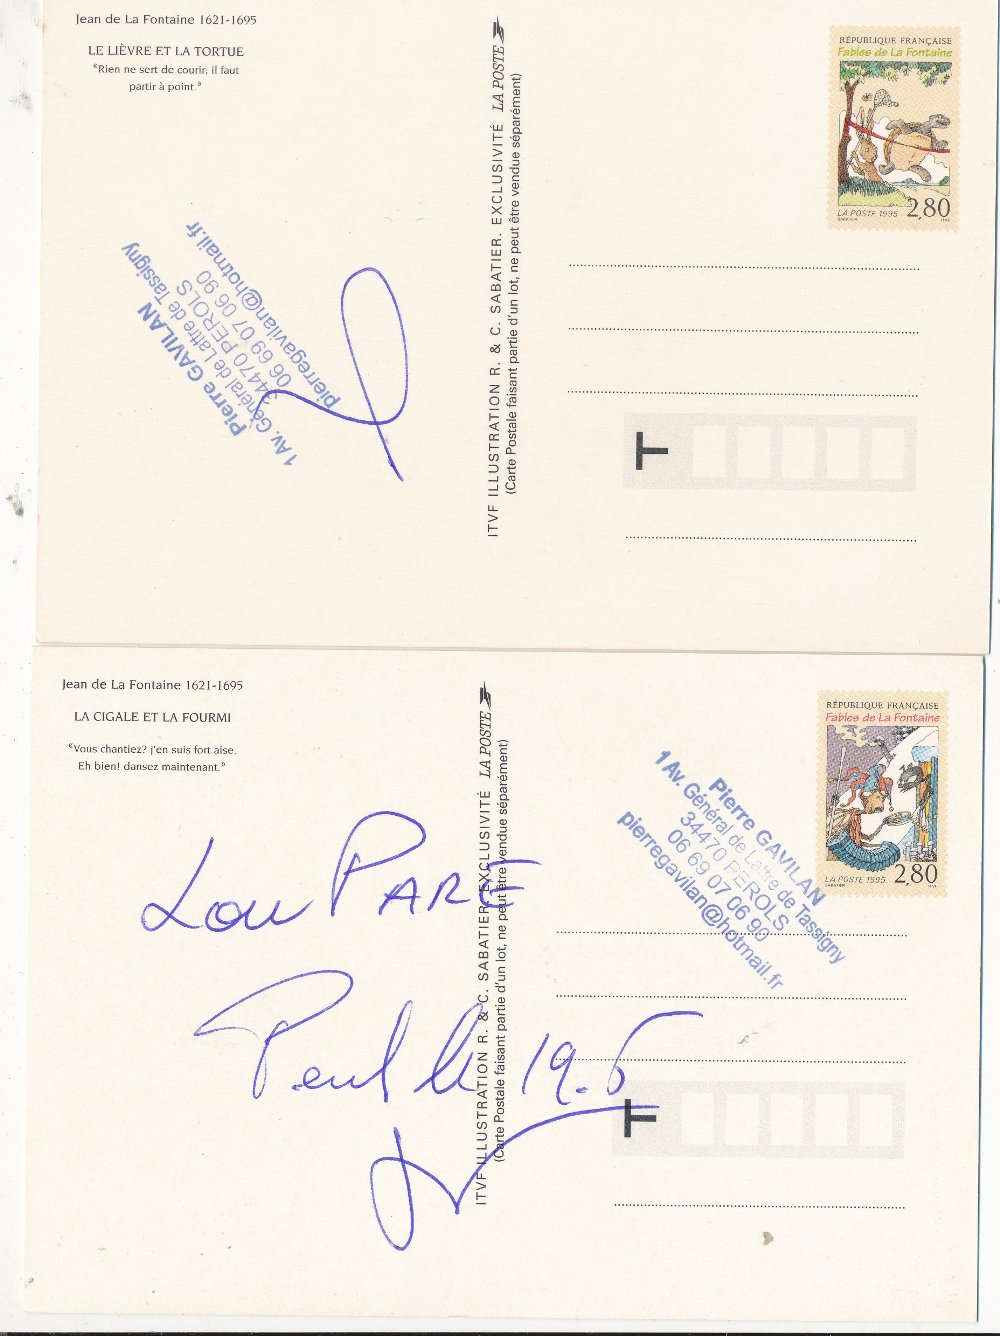 Jean de La Fontaine 1621-1695
LE LIÈVRE ET LA TORTUE
“Rien ne sert de courir, il faut
partir à point.”
Pierre GAVILAN
1 Av. Général de Lattre de Tassigny
34470 PEROLS
06 69 07 06 90
pierregavilan@hotmail.fr
ITVF ILLUSTRATION R. & C. SABATIER. EXCLUSIVITÉ LA POSTE
(Carte Postale faisant partie d'un lot, ne peut être vendue séparément)
RÉPUBLIQUE FRANÇAISE
Fables de La Fontaine
LA POSTE 1995 2,80
SABATIER ITVF
T
Jean de La Fontaine 1621-1695
LA CIGALE ET LA FOURMI
“Vous chantiez? j'en suis fort aise.
Eh bien! dansez maintenant.”
LOU PARÉ
le 19.6
ITVF ILLUSTRATION R. & C. SABATIER. EXCLUSIVITÉ LA POSTE
(Carte Postale faisant partie d'un lot, ne peut être vendue séparément)
Pierre GAVILAN
1 Av. Général de Lattre de Tassigny
34470 PEROLS
06 69 07 06 90
pierregavilan@hotmail.fr
RÉPUBLIQUE FRANÇAISE
Fables de La Fontaine
LA POSTE 1995 2,80
SABATIER ITVF
T